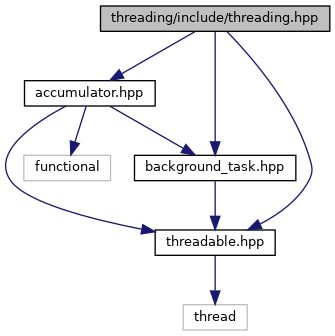 threading/include/threading.hpp
accumulator.hpp
functional
background_task.hpp
threadable.hpp
thread